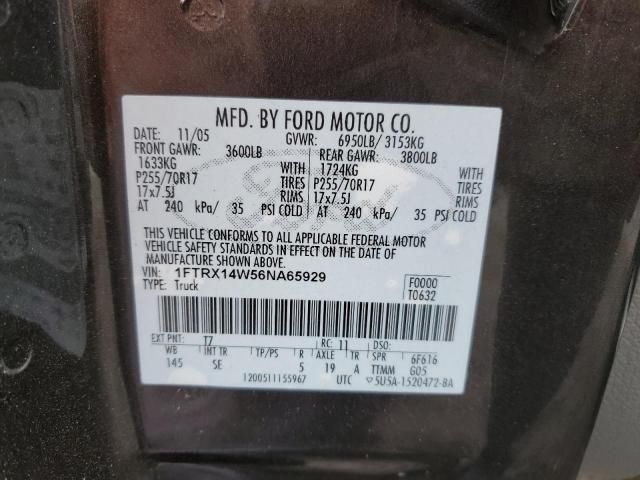 MFD. BY FORD MOTOR CO.
DATE: 11/05 GVWR: 6950LB/ 3153KG
FRONT GAWR: 3600LB REAR GAWR: 3800LB
1633KG WITH 1724KG WITH
P255/70R17 TIRES P255/70R17 TIRES
17x7.5J RIMS 17x7.5J RIMS
AT 240 kPa/ 35 PSI COLD AT 240 kPa/ 35 PSI COLD
THIS VEHICLE CONFORMS TO ALL APPLICABLE FEDERAL MOTOR
VEHICLE SAFETY STANDARDS IN EFFECT ON THE DATE OF
MANUFACTURE SHOWN ABOVE.
VIN: 1FTRX14W56NA65929 F0000
TYPE: Truck T0632
EXT PNT: T7 RC: 11 DSO:
WB INT TR TP/PS R AXLE TR SPR 6F616
145 SE 5 19 A TTMM G05
1200511155967 UTC 5U5A-1520472-BA